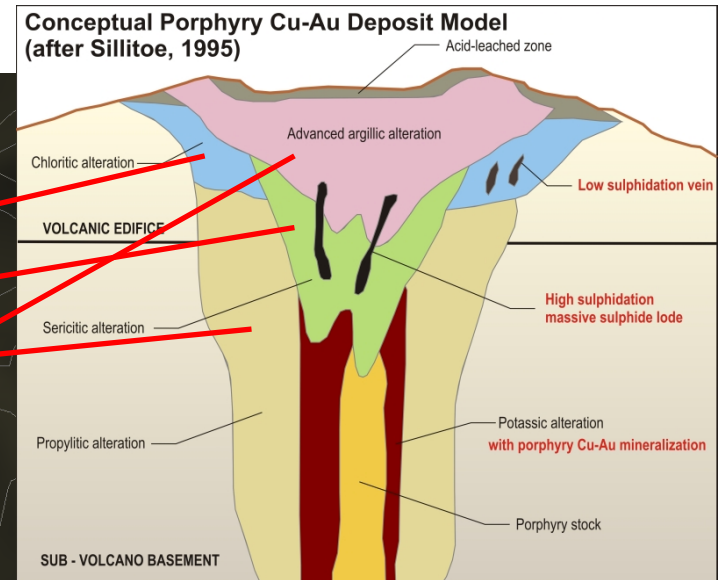 Conceptual Porphyry Cu-Au Deposit Model
(after Sillitoe, 1995)
Acid-leached zone
Advanced argillic alteration
Chloritic alteration
Low sulphidation vein
VOLCANIC EDIFICE
High sulphidation
massive sulphide lode
Sericitic alteration
Potassic alteration
with porphyry Cu-Au mineralization
Propylitic alteration
Porphyry stock
SUB - VOLCANO BASEMENT